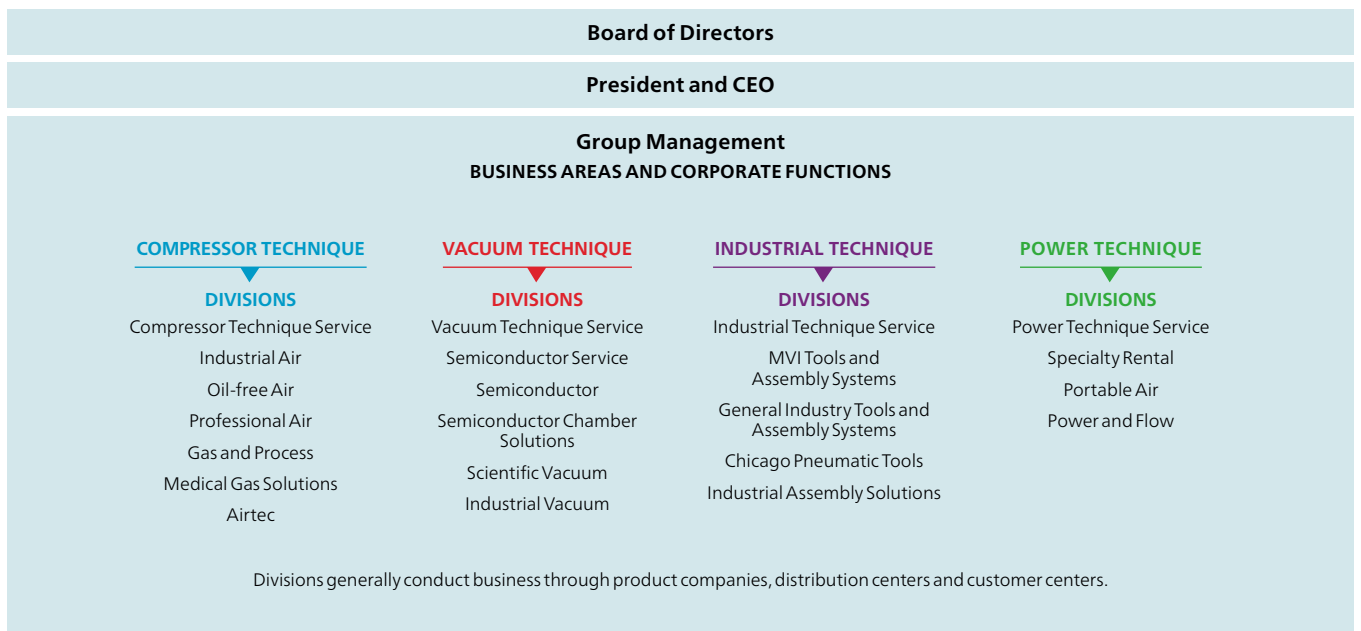 Board of Directors
President and CEO
Group Management
BUSINESS AREAS AND CORPORATE FUNCTIONS
COMPRESSOR TECHNIQUE
DIVISIONS
Compressor Technique Service
Industrial Air
Oil-free Air
Professional Air
Gas and Process
Medical Gas Solutions
Airtec
VACUUM TECHNIQUE
DIVISIONS
Vacuum Technique Service
Semiconductor Service
Semiconductor
Semiconductor Chamber
Solutions
Scientific Vacuum
Industrial Vacuum
INDUSTRIAL TECHNIQUE
DIVISIONS
Industrial Technique Service
MVI Tools and
Assembly Systems
General Industry Tools and
Assembly Systems
Chicago Pneumatic Tools
Industrial Assembly Solutions
POWER TECHNIQUE
DIVISIONS
Power Technique Service
Specialty Rental
Portable Air
Power and Flow
Divisions generally conduct business through product companies, distribution centers and customer centers.